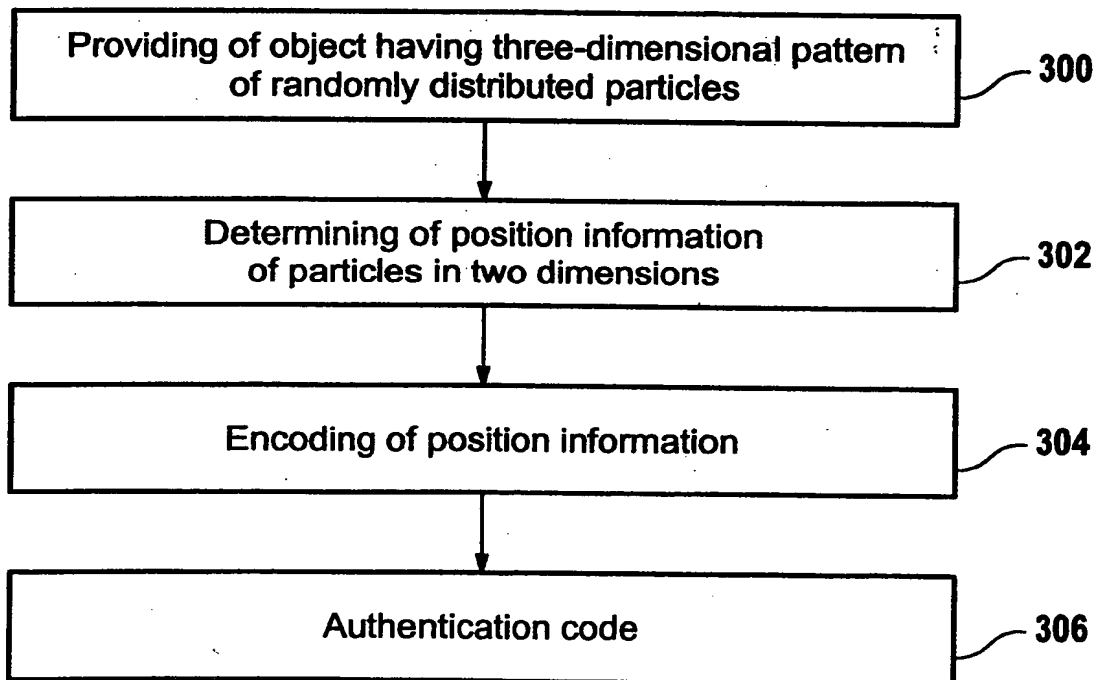 Providing of object having three-dimensional pattern
of randomly distributed particles
300
Determining of position information
of particles in two dimensions
302
Encoding of position information
304
Authentication code
306